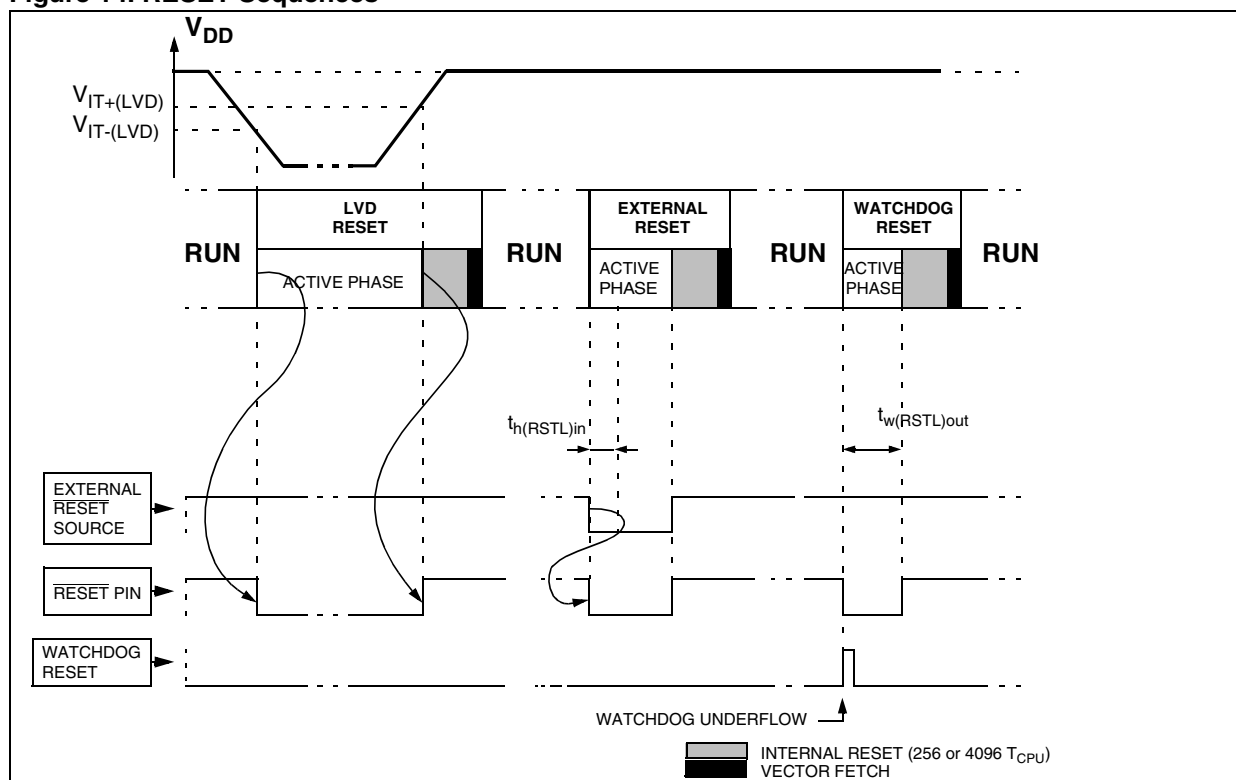 Figure 14. RESET Sequences
VDD
VIT+(LVD)
VIT-(LVD)
LVD
RESET
EXTERNAL
RESET
WATCHDOG
RESET
RUN
RUN
RUN
RUN
ACTIVE PHASE
ACTIVE
PHASE
ACTIVE
PHASE
th(RSTL)in
tw(RSTL)out
EXTERNAL
RESET
SOURCE
RESET PIN
WATCHDOG
RESET
WATCHDOG UNDERFLOW
INTERNAL RESET (256 or 4096 TCPU)
VECTOR FETCH